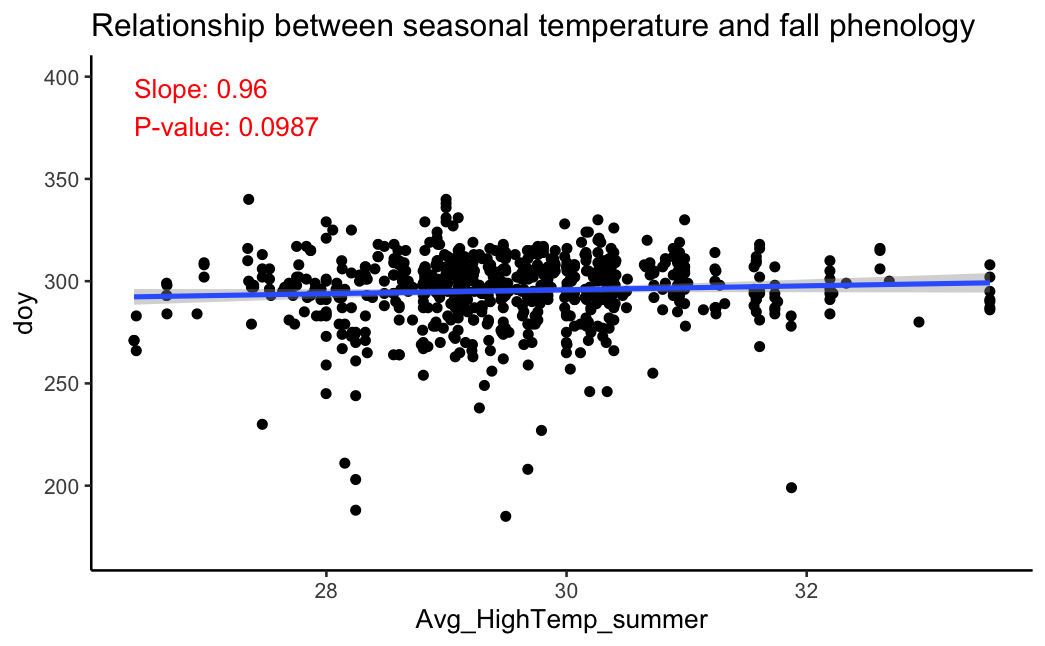 Relationship between seasonal temperature and fall phenology
400
Slope: 0.96
P-value: 0.0987
350
300
doy
250
200
28
30
32
Avg_HighTemp_summer